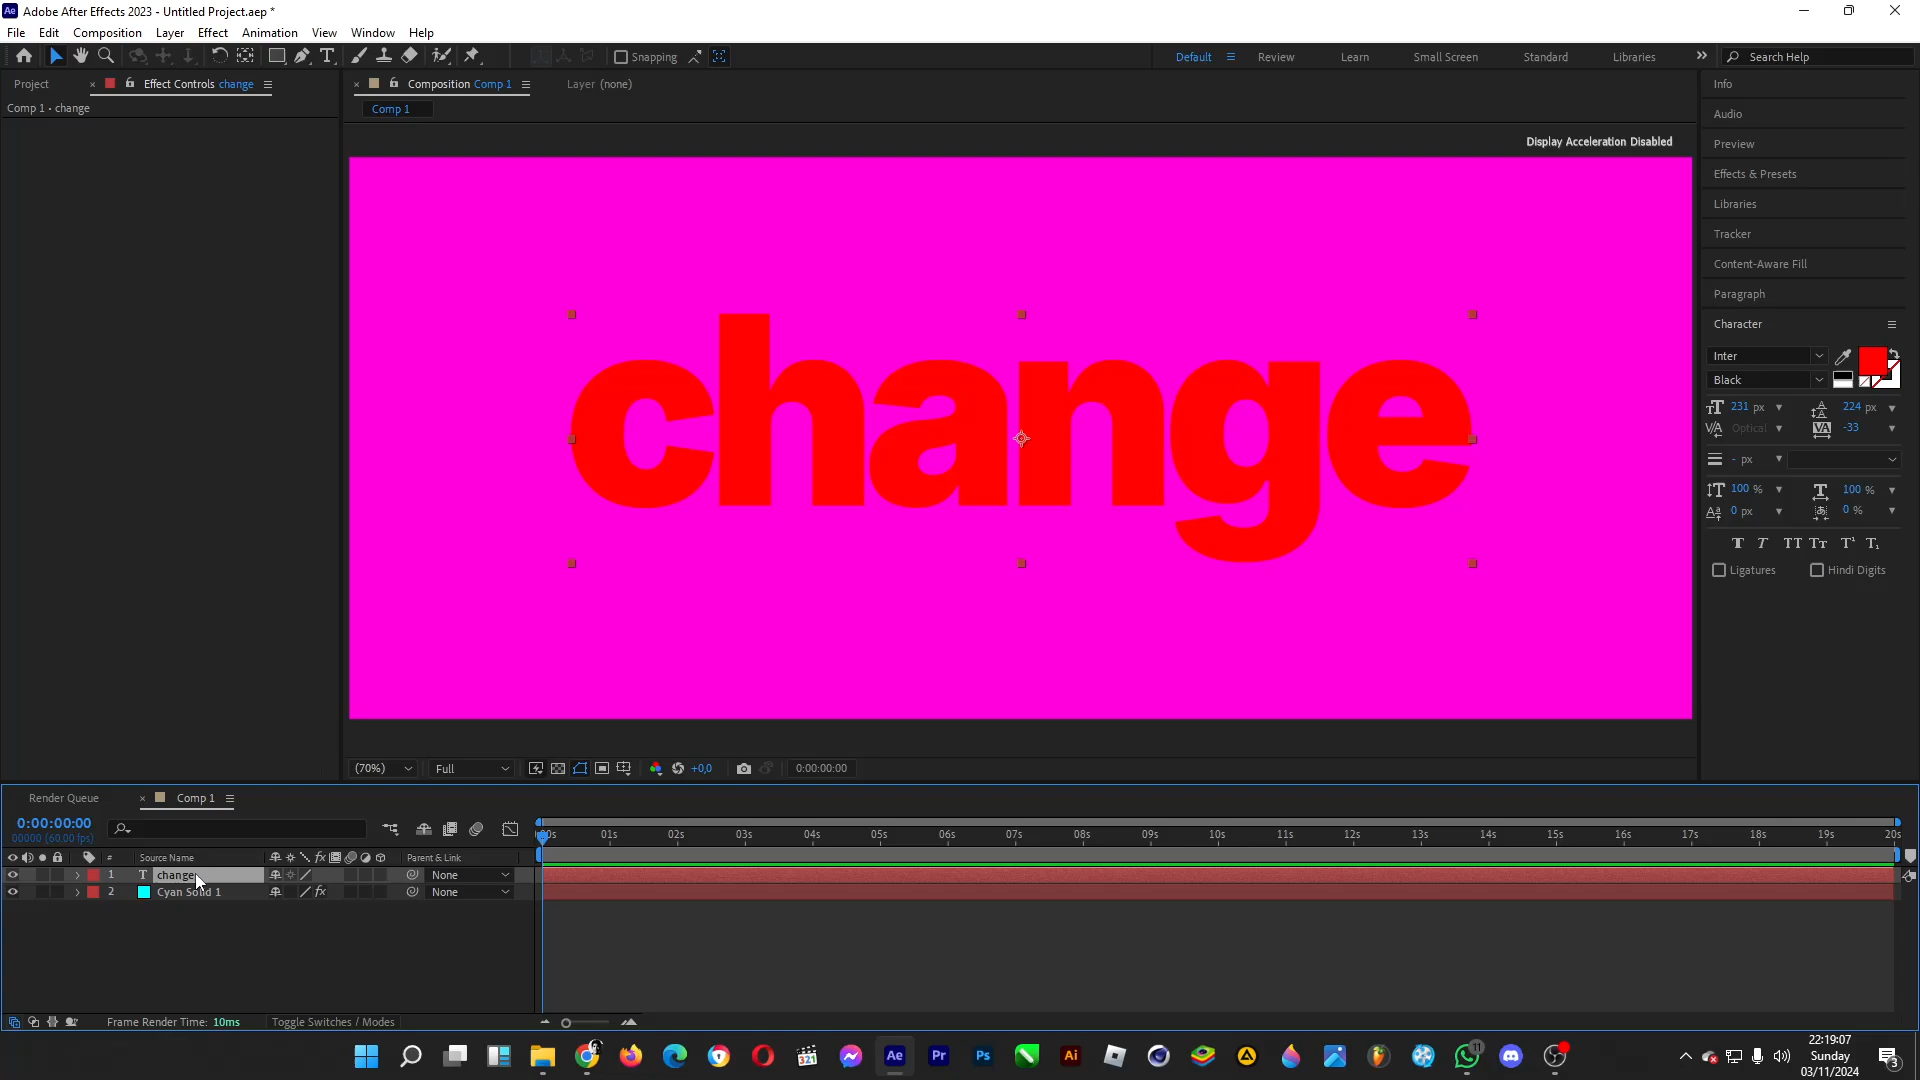 Adobe After Effects 2023 - Untitled Project.aep *
File Edit Composition Layer Effect Animation View Window Help
Snapping
Default Review Learn Small Screen Standard Libraries Search Help
Project Effect Controls change
Comp 1 • change
Composition Comp 1 Layer (none)
Comp 1
Display Acceleration Disabled
change
(70%) Full +0,0 0:00:00:00
Info
Audio
Preview
Effects & Presets
Libraries
Tracker
Content-Aware Fill
Paragraph
Character
Inter
Black
231 px 224 px
Optical -33
- px
100 % 100 %
0 px 0 %
Ligatures Hindi Digits
Render Queue Comp 1
0:00:00:00
00000 (60.00 fps)
01s 02s 03s 04s 05s 06s 07s 08s 09s 10s 11s 12s 13s 14s 15s 16s 17s 18s 19s 20s
# Source Name Parent & Link
1 change None
2 Cyan Solid 1 None
Frame Render Time: 10ms Toggle Switches / Modes
22:19:07
Sunday
03/11/2024